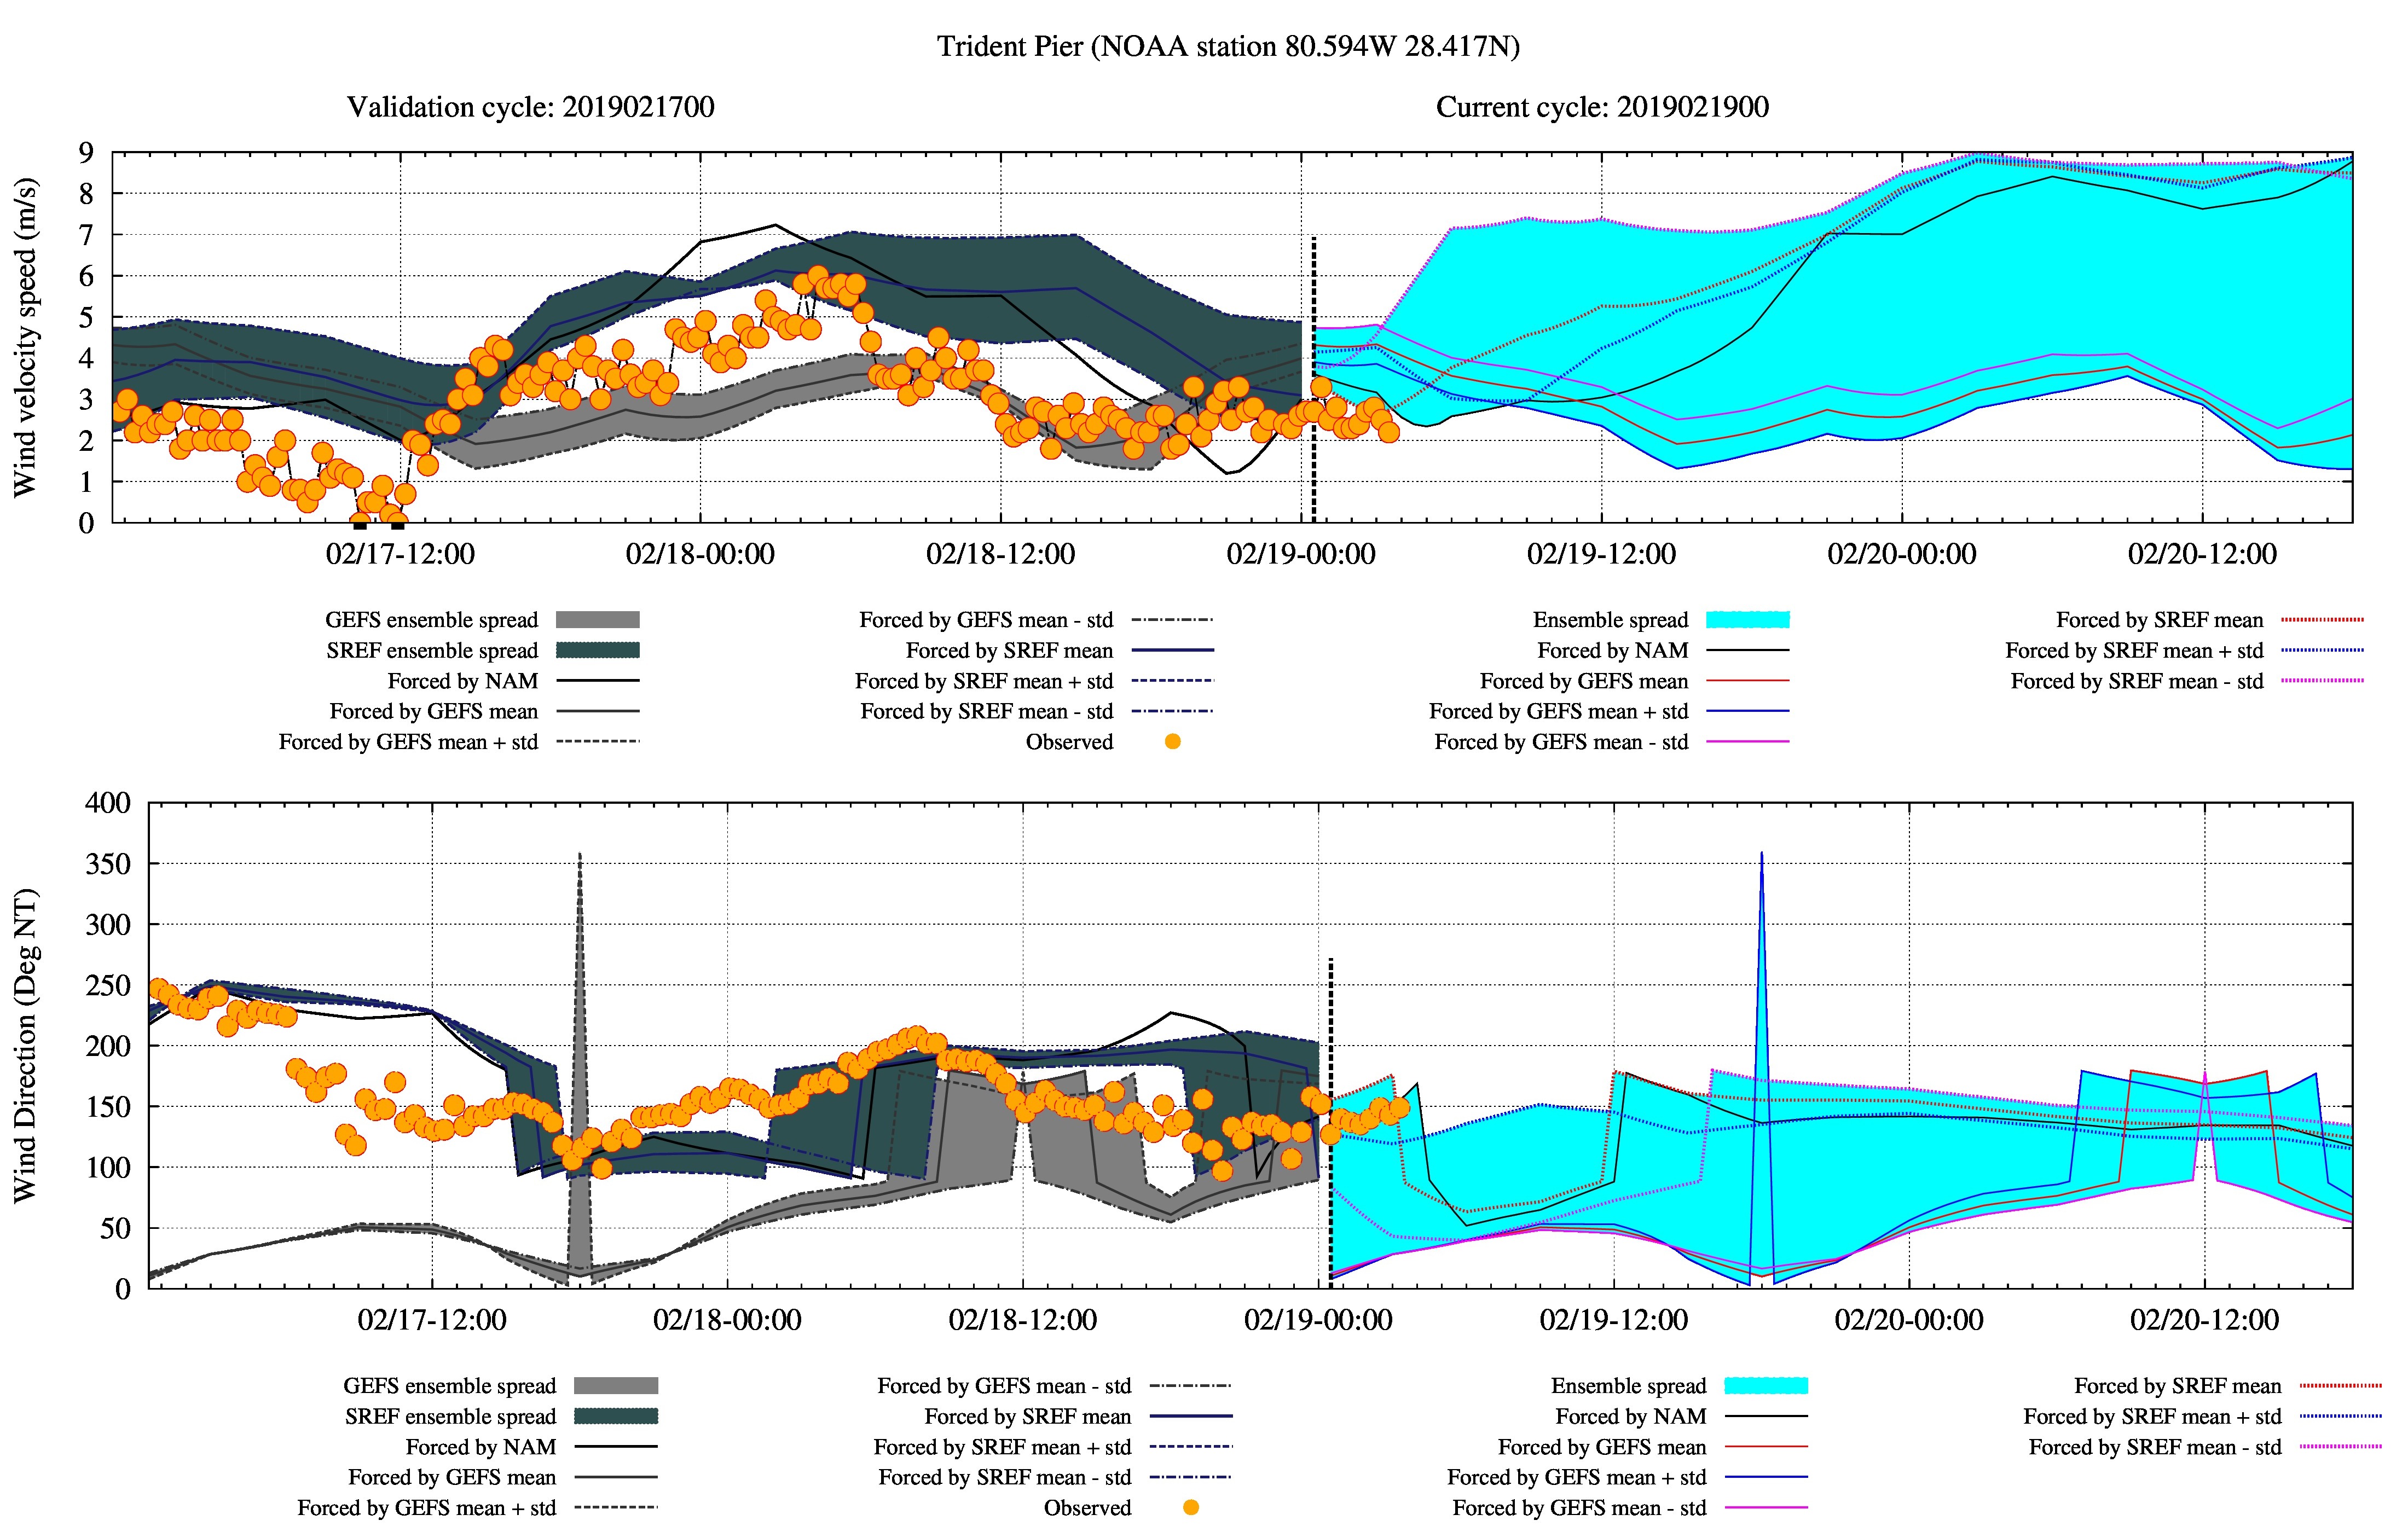 Trident Pier (NOAA station 80.594W 28.417N)
Validation cycle: 2019021700 Current cycle: 2019021900
Wind velocity speed (m/s)
9
8
7
6
5
4
3
2
1
0
02/17-12:00 02/18-00:00 02/18-12:00 02/19-00:00 02/19-12:00 02/20-00:00 02/20-12:00
GEFS ensemble spread Forced by GEFS mean - std Ensemble spread Forced by SREF mean
SREF ensemble spread Forced by SREF mean Forced by NAM Forced by SREF mean + std
Forced by NAM Forced by SREF mean + std Forced by GEFS mean Forced by SREF mean - std
Forced by GEFS mean Forced by SREF mean - std Forced by GEFS mean + std
Forced by GEFS mean + std Observed Forced by GEFS mean - std
Wind Direction (Deg NT)
400
350
300
250
200
150
100
50
0
02/17-12:00 02/18-00:00 02/18-12:00 02/19-00:00 02/19-12:00 02/20-00:00 02/20-12:00
GEFS ensemble spread Forced by GEFS mean - std Ensemble spread Forced by SREF mean
SREF ensemble spread Forced by SREF mean Forced by NAM Forced by SREF mean + std
Forced by NAM Forced by SREF mean + std Forced by GEFS mean Forced by SREF mean - std
Forced by GEFS mean Forced by SREF mean - std Forced by GEFS mean + std
Forced by GEFS mean + std Observed Forced by GEFS mean - std